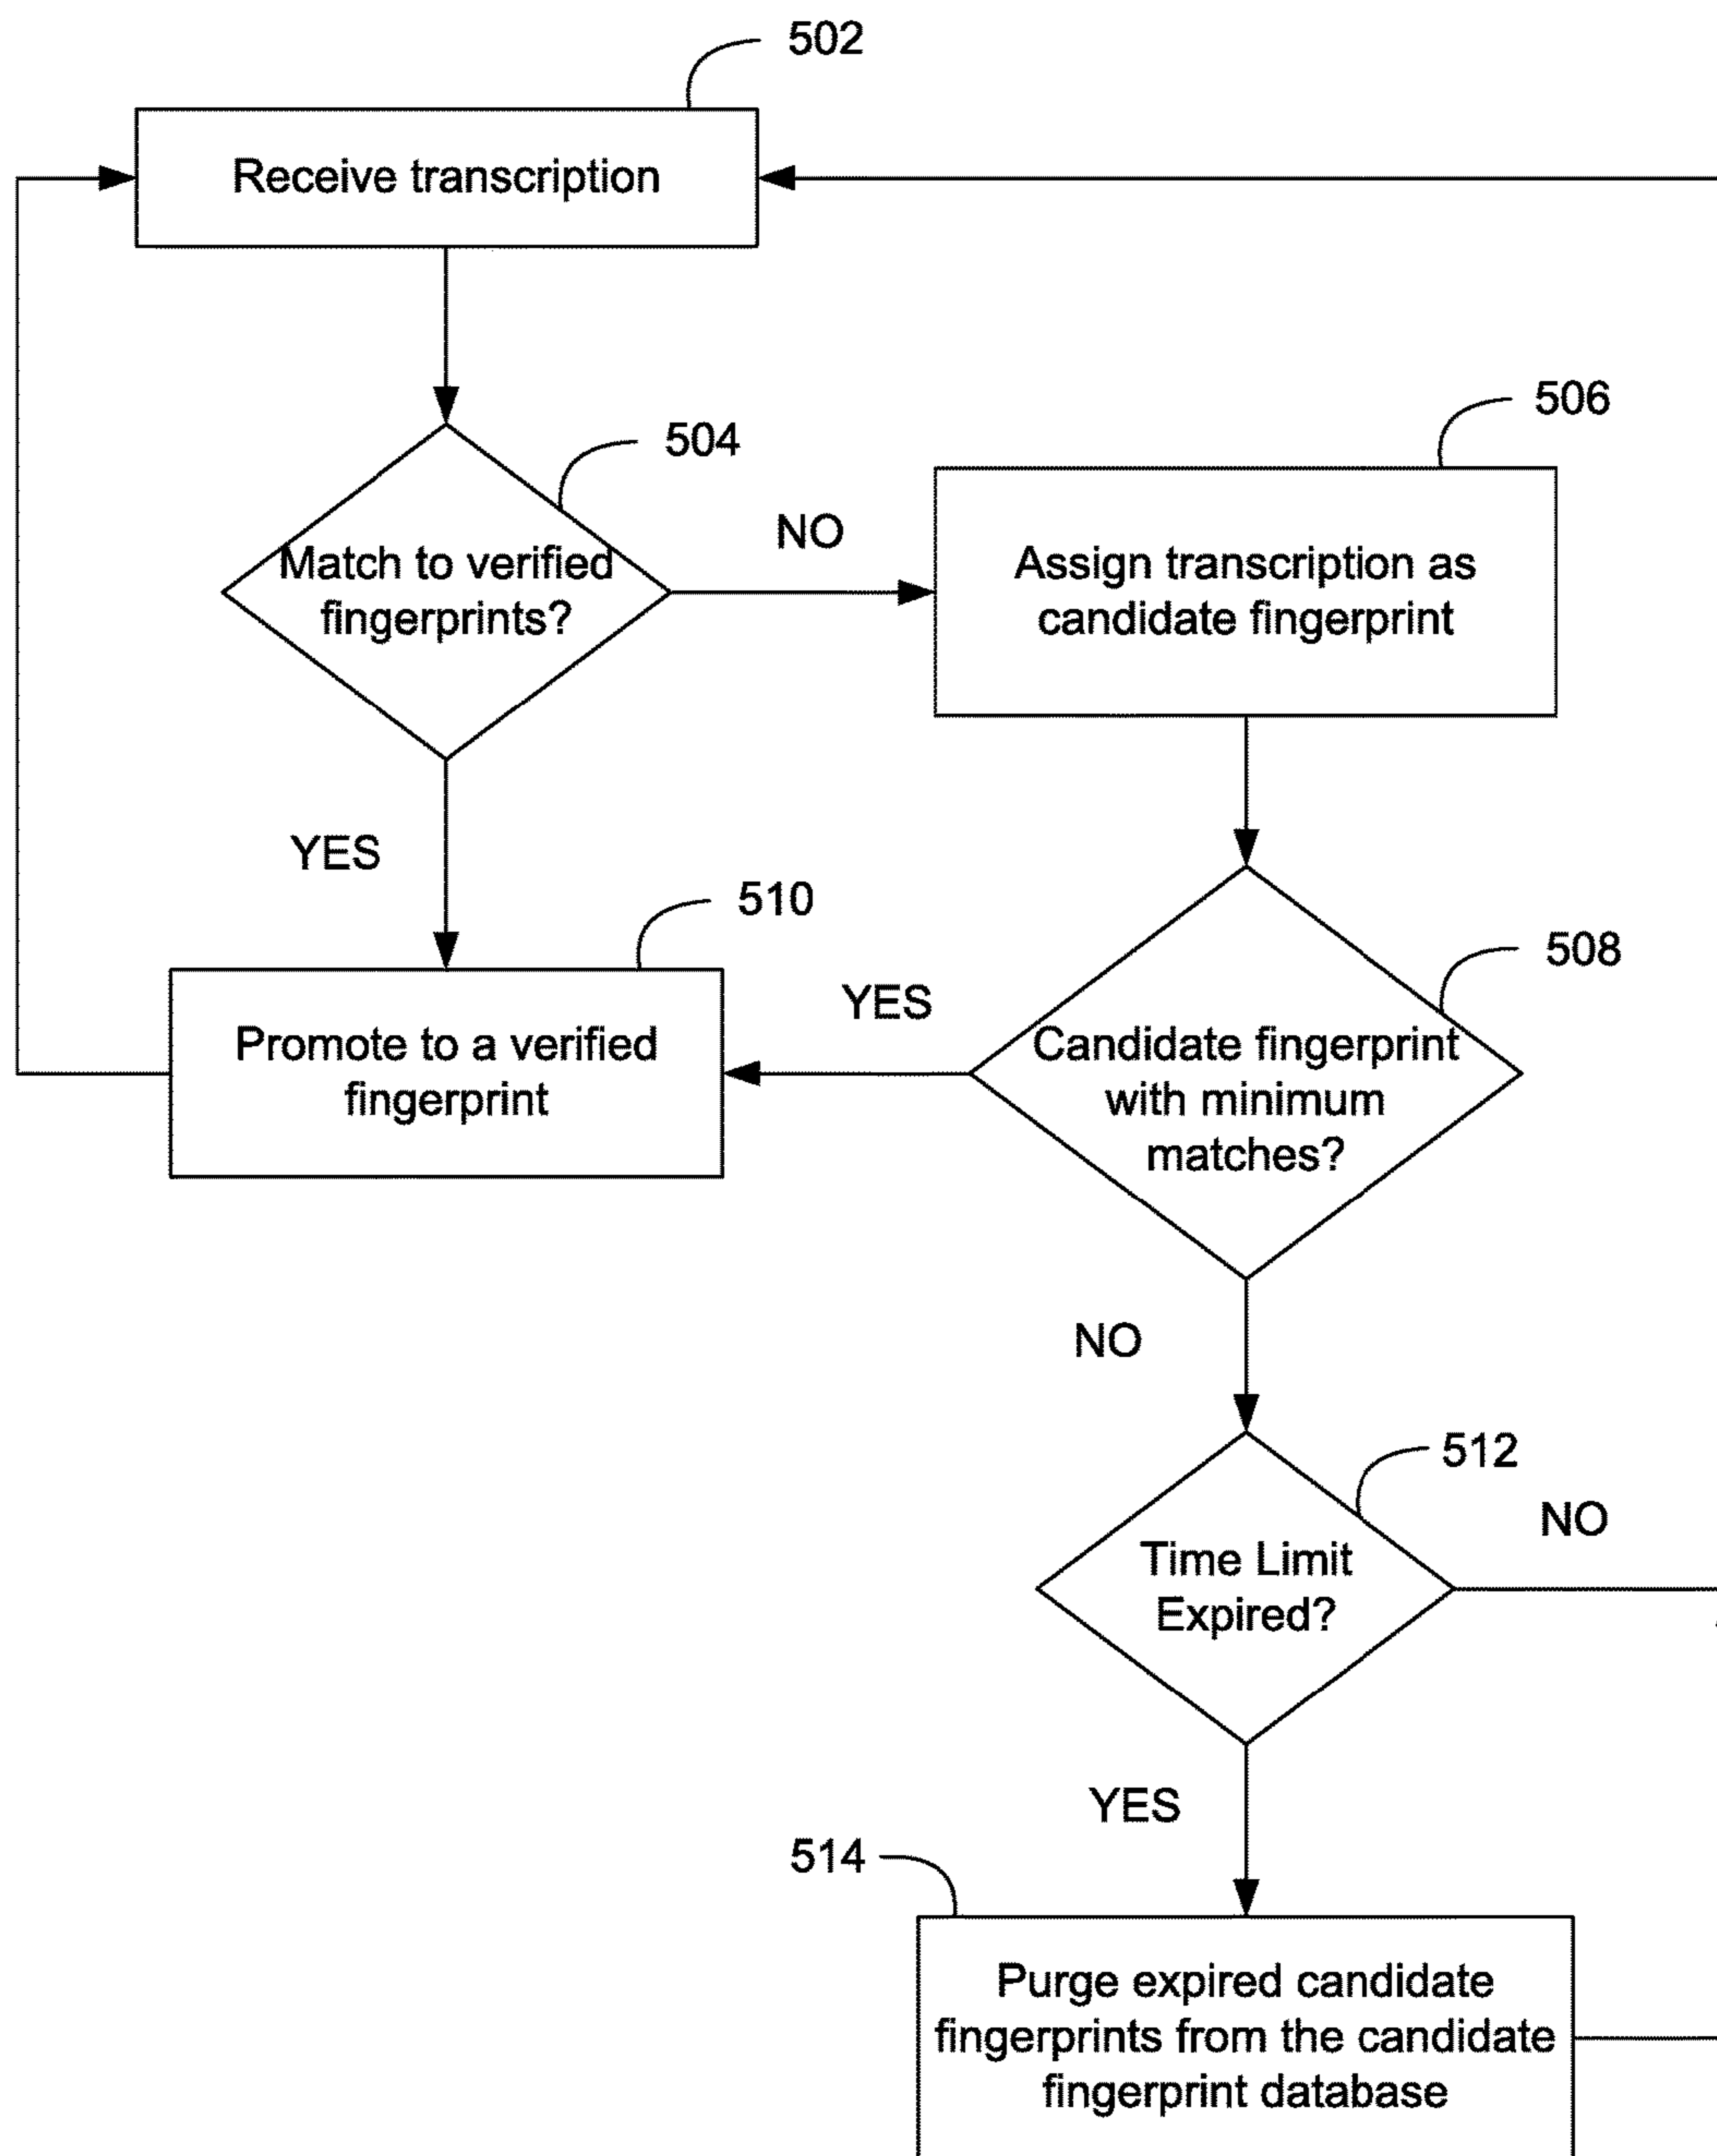 502
Receive transcription
504
Match to verified
fingerprints?
NO
506
Assign transcription as
candidate fingerprint
YES
510
Promote to a verified
fingerprint
YES
508
Candidate fingerprint
with minimum
matches?
NO
512
Time Limit
Expired?
NO
YES
514
Purge expired candidate
fingerprints from the candidate
fingerprint database